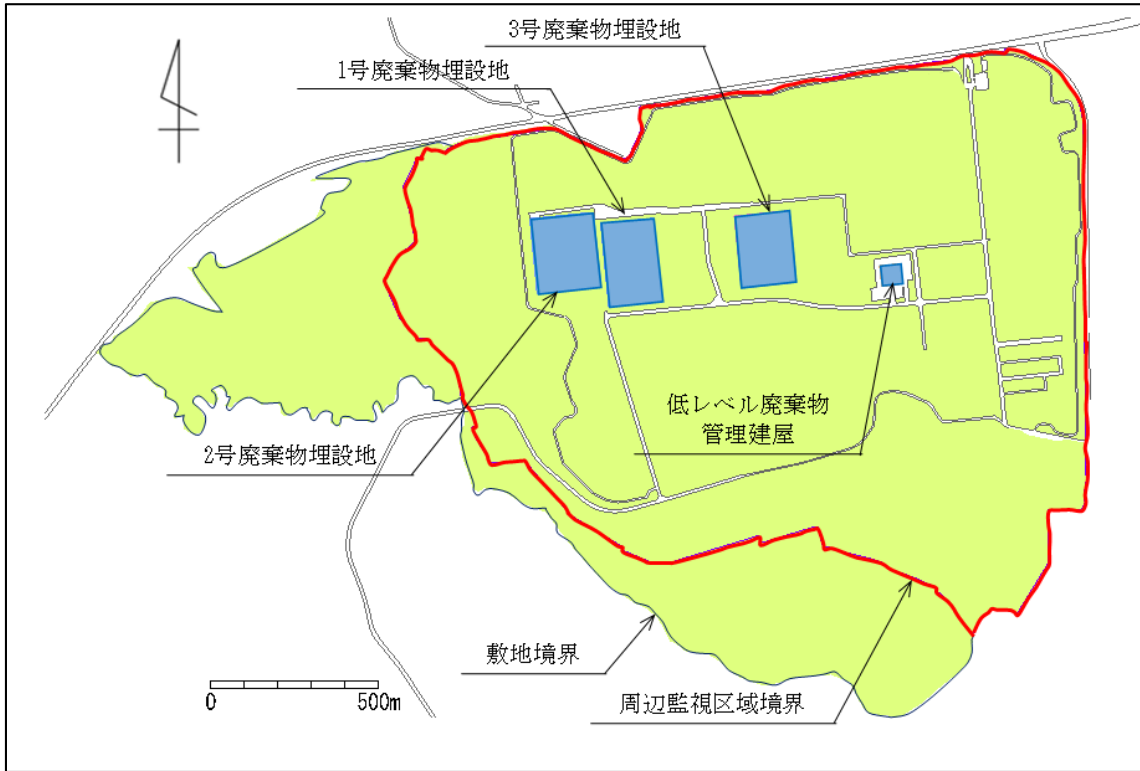 3号廃棄物埋設地
1号廃棄物埋設地
低レベル廃棄物
管理建屋
2号廃棄物埋設地
敷地境界
周辺監視区域境界
0 500m